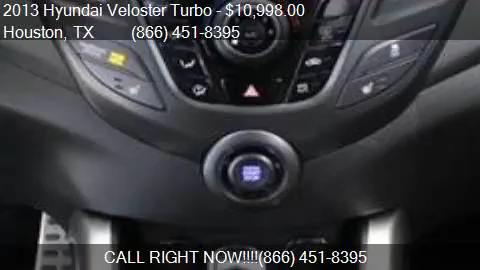 2013 Hyundai Veloster Turbo - $10,998.00
Houston, TX (866) 451-8395
CALL RIGHT NOW!!!!(866) 451-8395